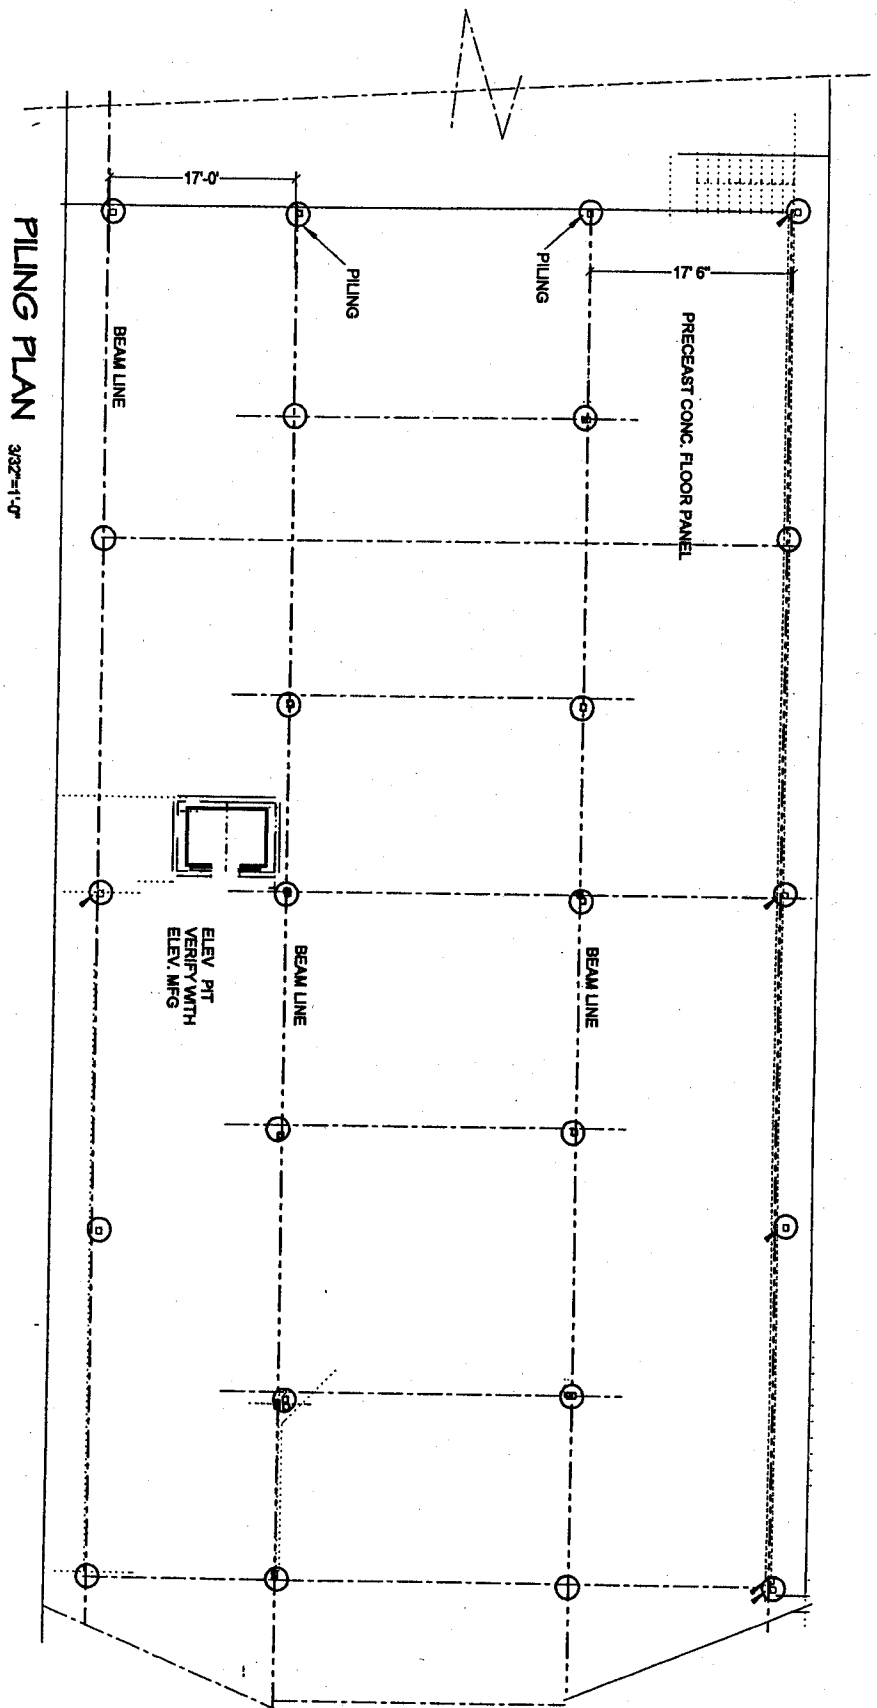 17'-0'
PILING
PILING
17' 6"
PRECEAST CONC. FLOOR PANEL
BEAM LINE
ELEV PIT
VERIFY WITH
ELEV. MFG
BEAM LINE
BEAM LINE
PILING PLAN 3/32"=1'-0"